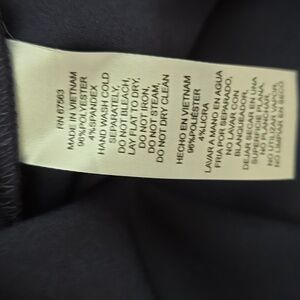 RN 67563
MADE IN VIETNAM
96% POLYESTER
4% SPANDEX
HAND WASH COLD
SEPARATELY,
DO NOT BLEACH,
LAY FLAT TO DRY,
DO NOT IRON,
DO NOT STEAM,
DO NOT DRY CLEAN
HECHO EN VIETNAM
96% POLIÉSTER
4% LICRA
LAVAR A MANO EN AGUA
FRIA POR SEPARADO,
NO LAVAR CON
BLANQUEADOR,
DEJAR SECAR EN UNA
SUPERFICIE PLANA,
NO PLANCHAR,
NO UTILIZAR VAPOR,
NO LIMPIAR EN SECO